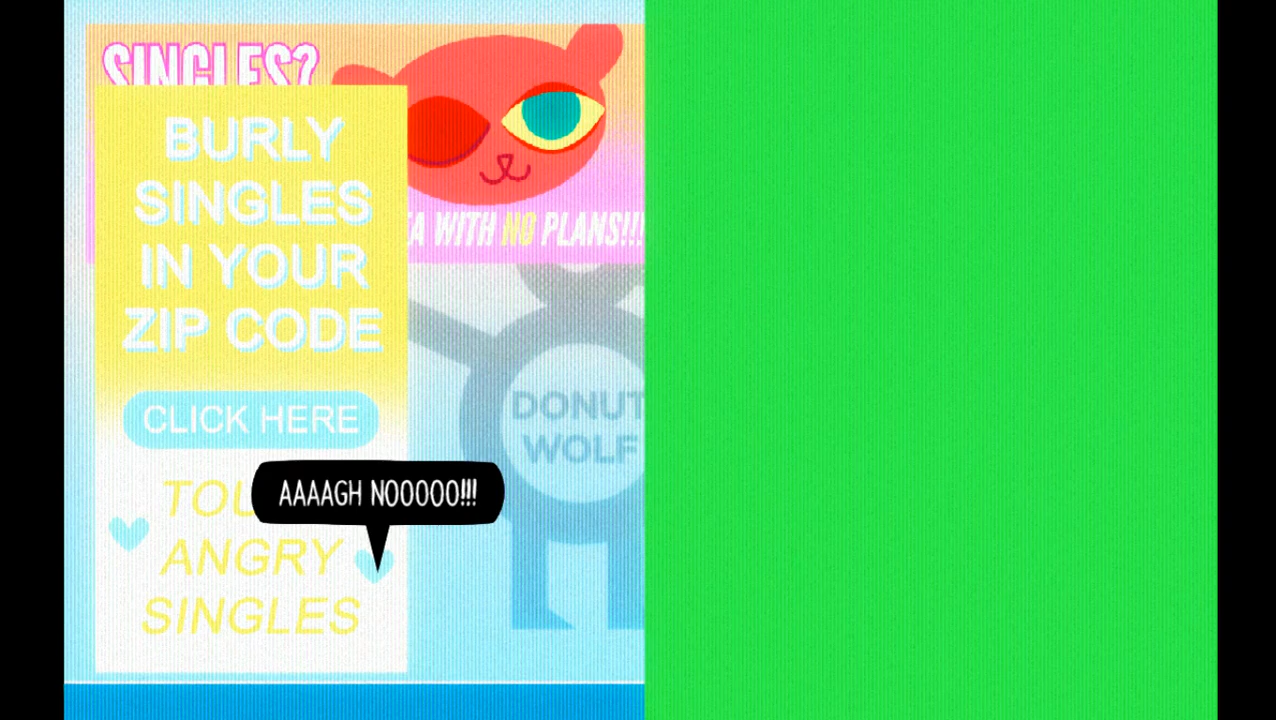 SINGLES?
BURLY
SINGLES
IN YOUR
ZIP CODE
WITH NO PLANS!!!
CLICK HERE
DONUT
WOLF
AAAAGH NOOOOO!!!
ANGRY
SINGLES